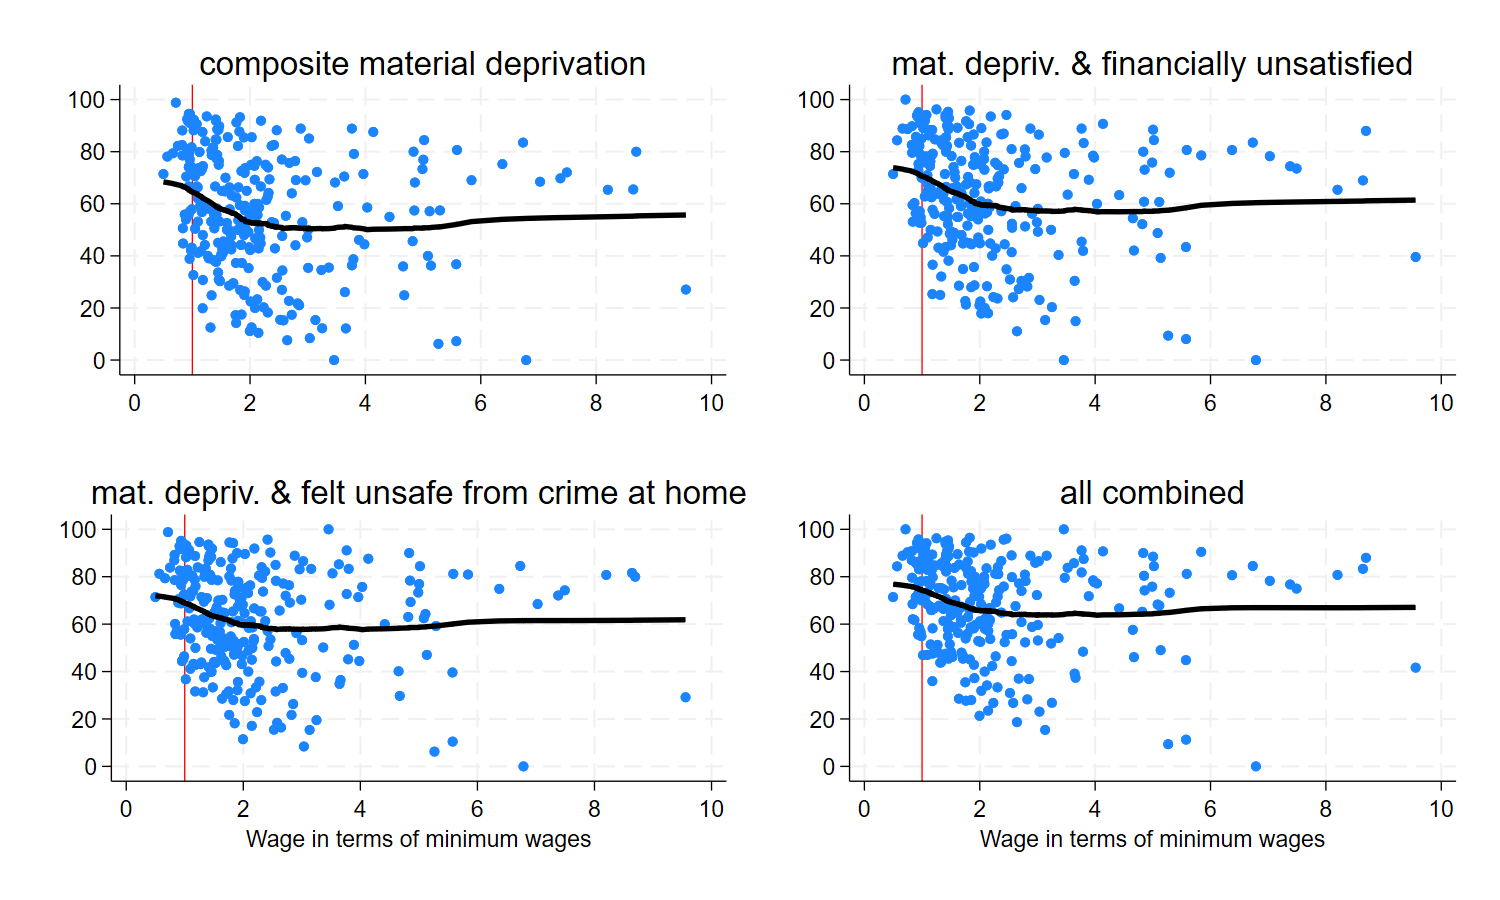 composite material deprivation
100
80
60
40
20
0
0 2 4 6 8 10
mat. depriv. & financially unsatisfied
100
80
60
40
20
0
0 2 4 6 8 10
mat. depriv. & felt unsafe from crime at home
100
80
60
40
20
0
0 2 4 6 8 10
Wage in terms of minimum wages
all combined
100
80
60
40
20
0
0 2 4 6 8 10
Wage in terms of minimum wages